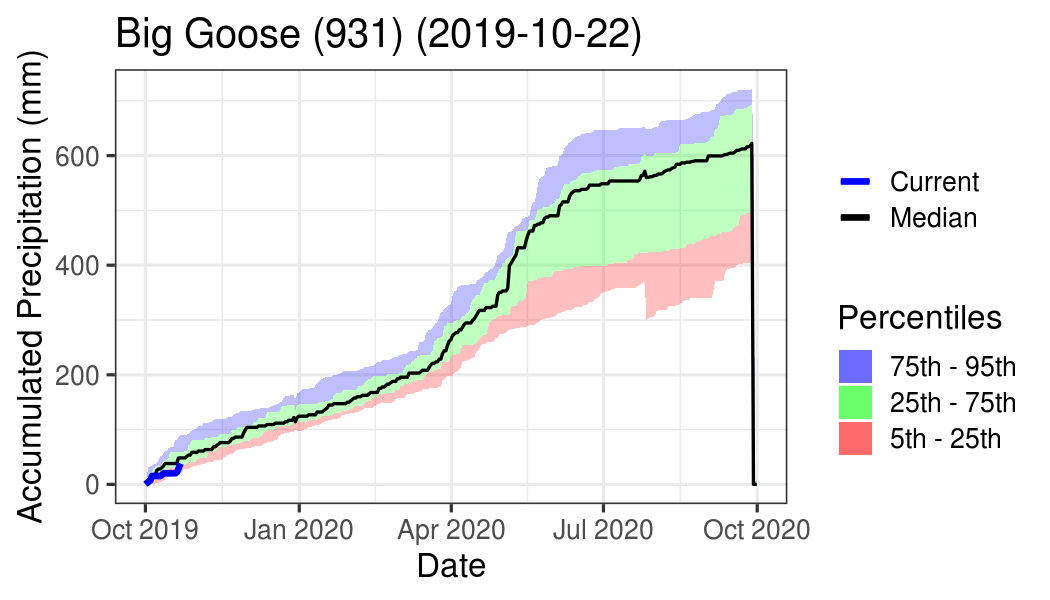 Big Goose (931) (2019-10-22)
Accumulated Precipitation (mm)
600
400
200
0
Oct 2019
Jan 2020
Apr 2020
Jul 2020
Oct 2020
Date
Current
Median
Percentiles
75th - 95th
25th - 75th
5th - 25th